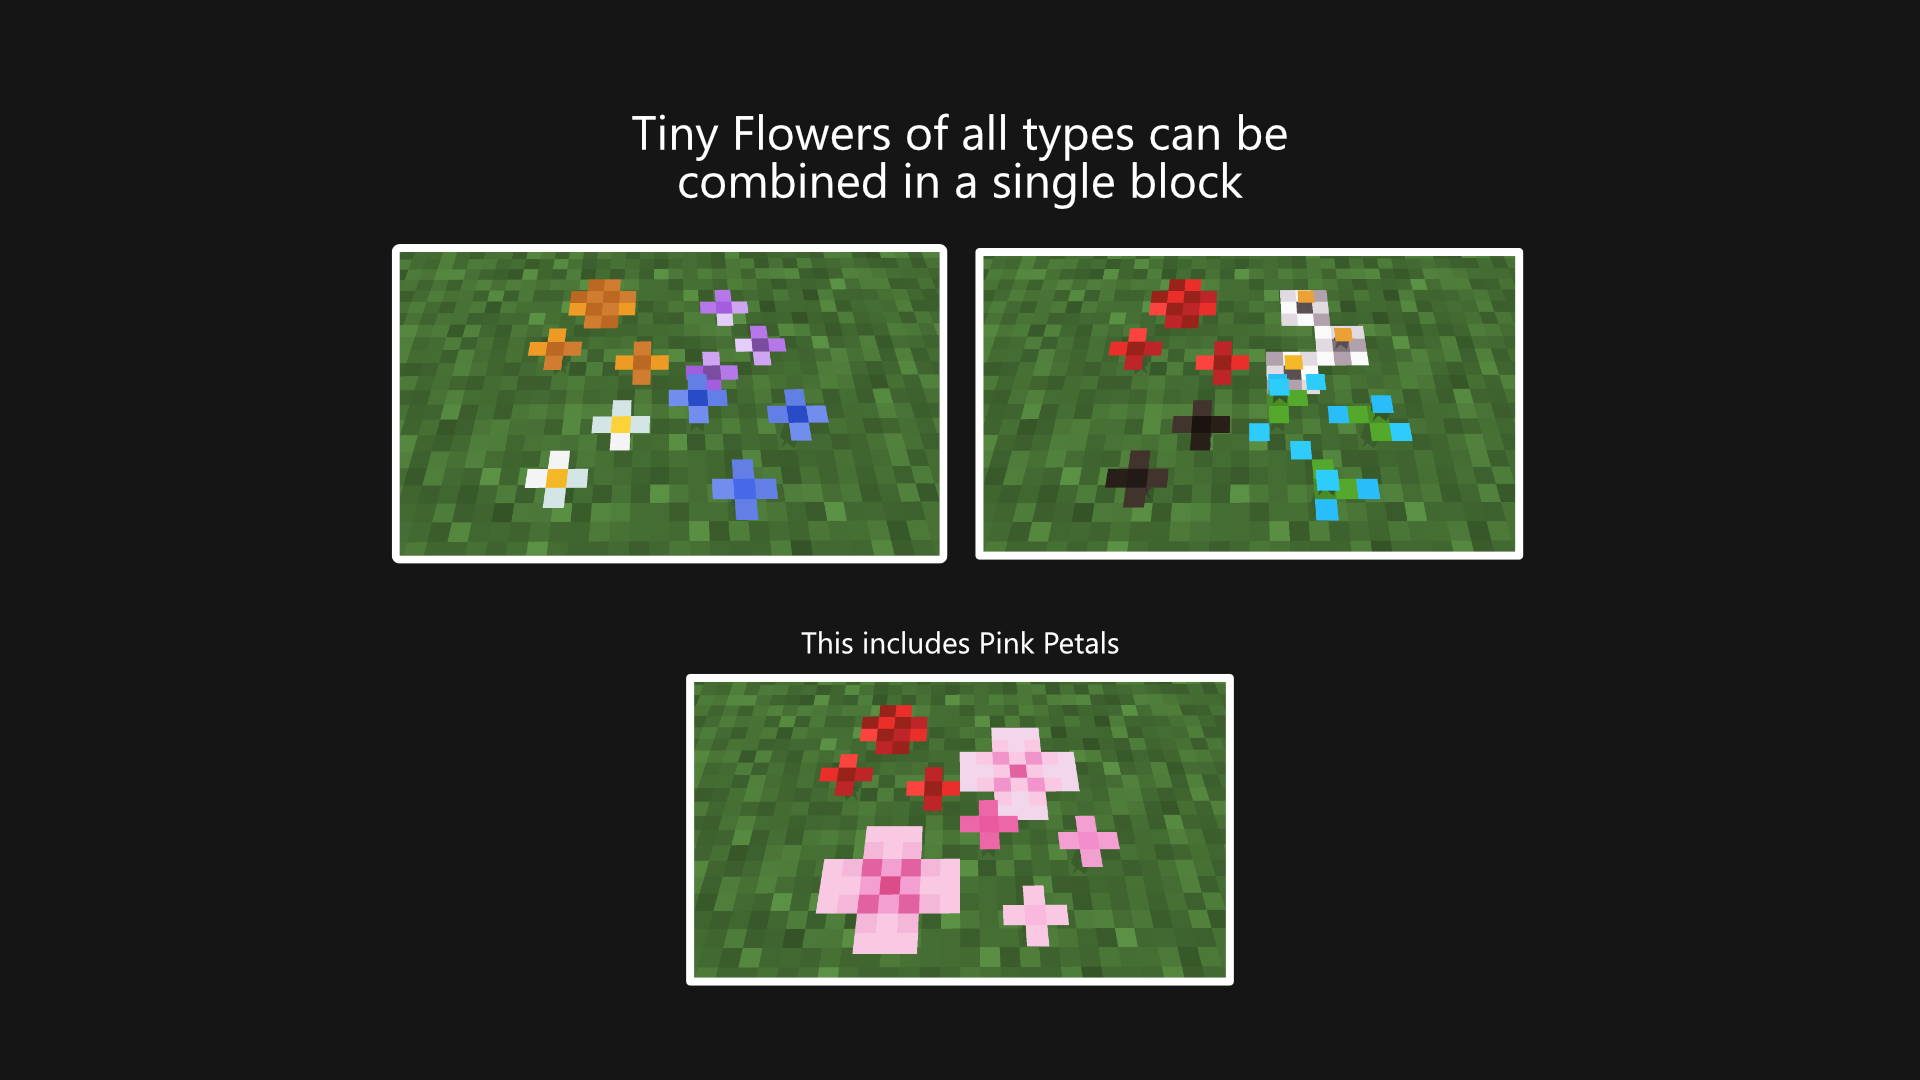 Tiny Flowers of all types can be
combined in a single block
This includes Pink Petals